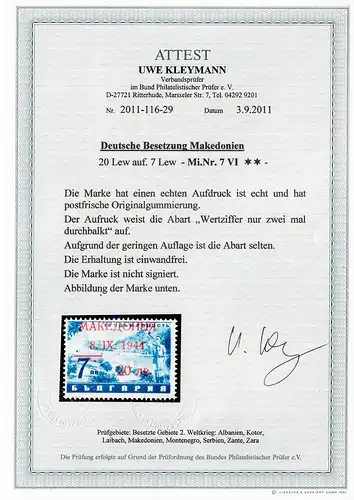 ATTEST
UWE KLEYMANN
Verbandsprüfer
im Bund Philatelistischer Prüfer e. V.
D-27721 Ritterhude, Marsseler Str. 7, Tel. 04292 9201
Nr. 2011-116-29 Datum 3.9.2011
Deutsche Besetzung Makedonien
20 Lew auf. 7 Lew - Mi.Nr. 7 VI ✶✶ -
Die Marke hat einen echten Aufdruck ist echt und hat
postfrische Originalgummierung.
Der Aufruck weist die Abart „Wertziffer nur zwei mal
durchbalkt" auf.
Aufgrund der geringen Auflage ist die Abart selten.
Die Erhaltung ist einwandfrei.
Die Marke ist nicht signiert.
Abbildung der Marke unten.
МАКЕДОНИЯ
8. IX. 1944
7 20 лв.
БЪЛГАРИЯ
Prüfgebiete: Besetzte Gebiete 2. Weltkrieg: Albanien, Kotor,
Laibach, Makedonien, Montenegro, Serbien, Zante, Zara
Die Prüfung erfolgte auf Grund der Prüfordnung des Bundes Philatelistischer Prüfer e. V.